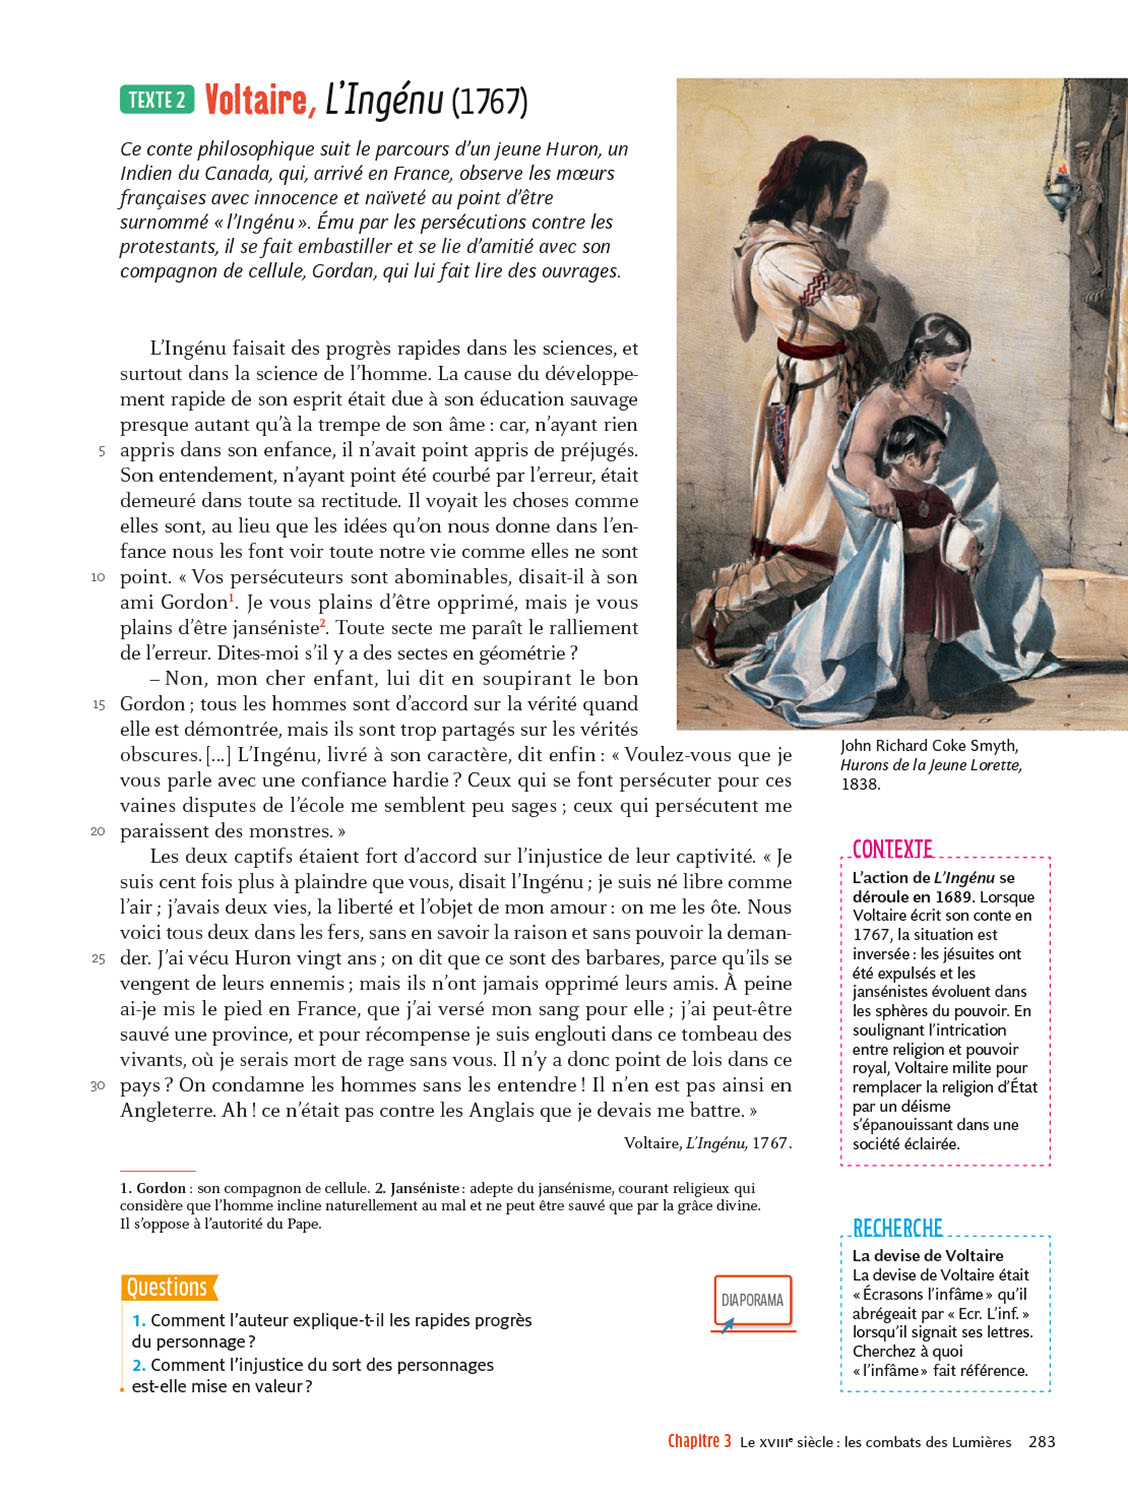 TEXTE 2 Voltaire, L'Ingénu (1767)
Ce conte philosophique suit le parcours d'un jeune Huron, un
Indien du Canada, qui, arrivé en France, observe les mœurs
françaises avec innocence et naïveté au point d'être
surnommé « l'Ingénu ». Ému par les persécutions contre les
protestants, il se fait embastiller et se lie d'amitié avec son
compagnon de cellule, Gordan, qui lui fait lire des ouvrages.
L'Ingénu faisait des progrès rapides dans les sciences, et
surtout dans la science de l'homme. La cause du développe-
ment rapide de son esprit était due à son éducation sauvage
presque autant qu'à la trempe de son âme : car, n'ayant rien
5 appris dans son enfance, il n'avait point appris de préjugés.
Son entendement, n'ayant point été courbé par l'erreur, était
demeuré dans toute sa rectitude. Il voyait les choses comme
elles sont, au lieu que les idées qu'on nous donne dans l'en-
fance nous les font voir toute notre vie comme elles ne sont
10 point. « Vos persécuteurs sont abominables, disait-il à son
ami Gordon1. Je vous plains d'être opprimé, mais je vous
plains d'être janséniste2. Toute secte me paraît le ralliement
de l'erreur. Dites-moi s'il y a des sectes en géométrie ?
– Non, mon cher enfant, lui dit en soupirant le bon
15 Gordon ; tous les hommes sont d'accord sur la vérité quand
elle est démontrée, mais ils sont trop partagés sur les vérités
obscures. [...] L'Ingénu, livré à son caractère, dit enfin : « Voulez-vous que je
vous parle avec une confiance hardie ? Ceux qui se font persécuter pour ces
vaines disputes de l'école me semblent peu sages ; ceux qui persécutent me
20 paraissent des monstres. »
Les deux captifs étaient fort d'accord sur l'injustice de leur captivité. « Je
suis cent fois plus à plaindre que vous, disait l'Ingénu ; je suis né libre comme
l'air ; j'avais deux vies, la liberté et l'objet de mon amour : on me les ôte. Nous
voici tous deux dans les fers, sans en savoir la raison et sans pouvoir la deman-
25 der. J'ai vécu Huron vingt ans ; on dit que ce sont des barbares, parce qu'ils se
vengent de leurs ennemis ; mais ils n'ont jamais opprimé leurs amis. À peine
ai-je mis le pied en France, que j'ai versé mon sang pour elle ; j'ai peut-être
sauvé une province, et pour récompense je suis englouti dans ce tombeau des
vivants, où je serais mort de rage sans vous. Il n'y a donc point de lois dans ce
30 pays ? On condamne les hommes sans les entendre ! Il n'en est pas ainsi en
Angleterre. Ah ! ce n'était pas contre les Anglais que je devais me battre. »
Voltaire, L'Ingénu, 1767.
1. Gordon : son compagnon de cellule. 2. Janséniste : adepte du jansénisme, courant religieux qui
considère que l'homme incline naturellement au mal et ne peut être sauvé que par la grâce divine.
Il s'oppose à l'autorité du Pape.
Questions
1. Comment l'auteur explique-t-il les rapides progrès
du personnage ?
2. Comment l'injustice du sort des personnages
est-elle mise en valeur ?
DIAPORAMA
John Richard Coke Smyth,
Hurons de la Jeune Lorette,
1838.
CONTEXTE
L'action de L'Ingénu se
déroule en 1689. Lorsque
Voltaire écrit son conte en
1767, la situation est
inversée : les jésuites ont
été expulsés et les
jansénistes évoluent dans
les sphères du pouvoir. En
soulignant l'intrication
entre religion et pouvoir
royal, Voltaire milite pour
remplacer la religion d'État
par un déisme
s'épanouissant dans une
société éclairée.
RECHERCHE
La devise de Voltaire
La devise de Voltaire était
« Écrasons l'infâme » qu'il
abrégeait par « Ecr. L'inf. »
lorsqu'il signait ses lettres.
Cherchez à quoi
« l'infâme » fait référence.
Chapitre 3 Le XVIIIe siècle : les combats des Lumières 283